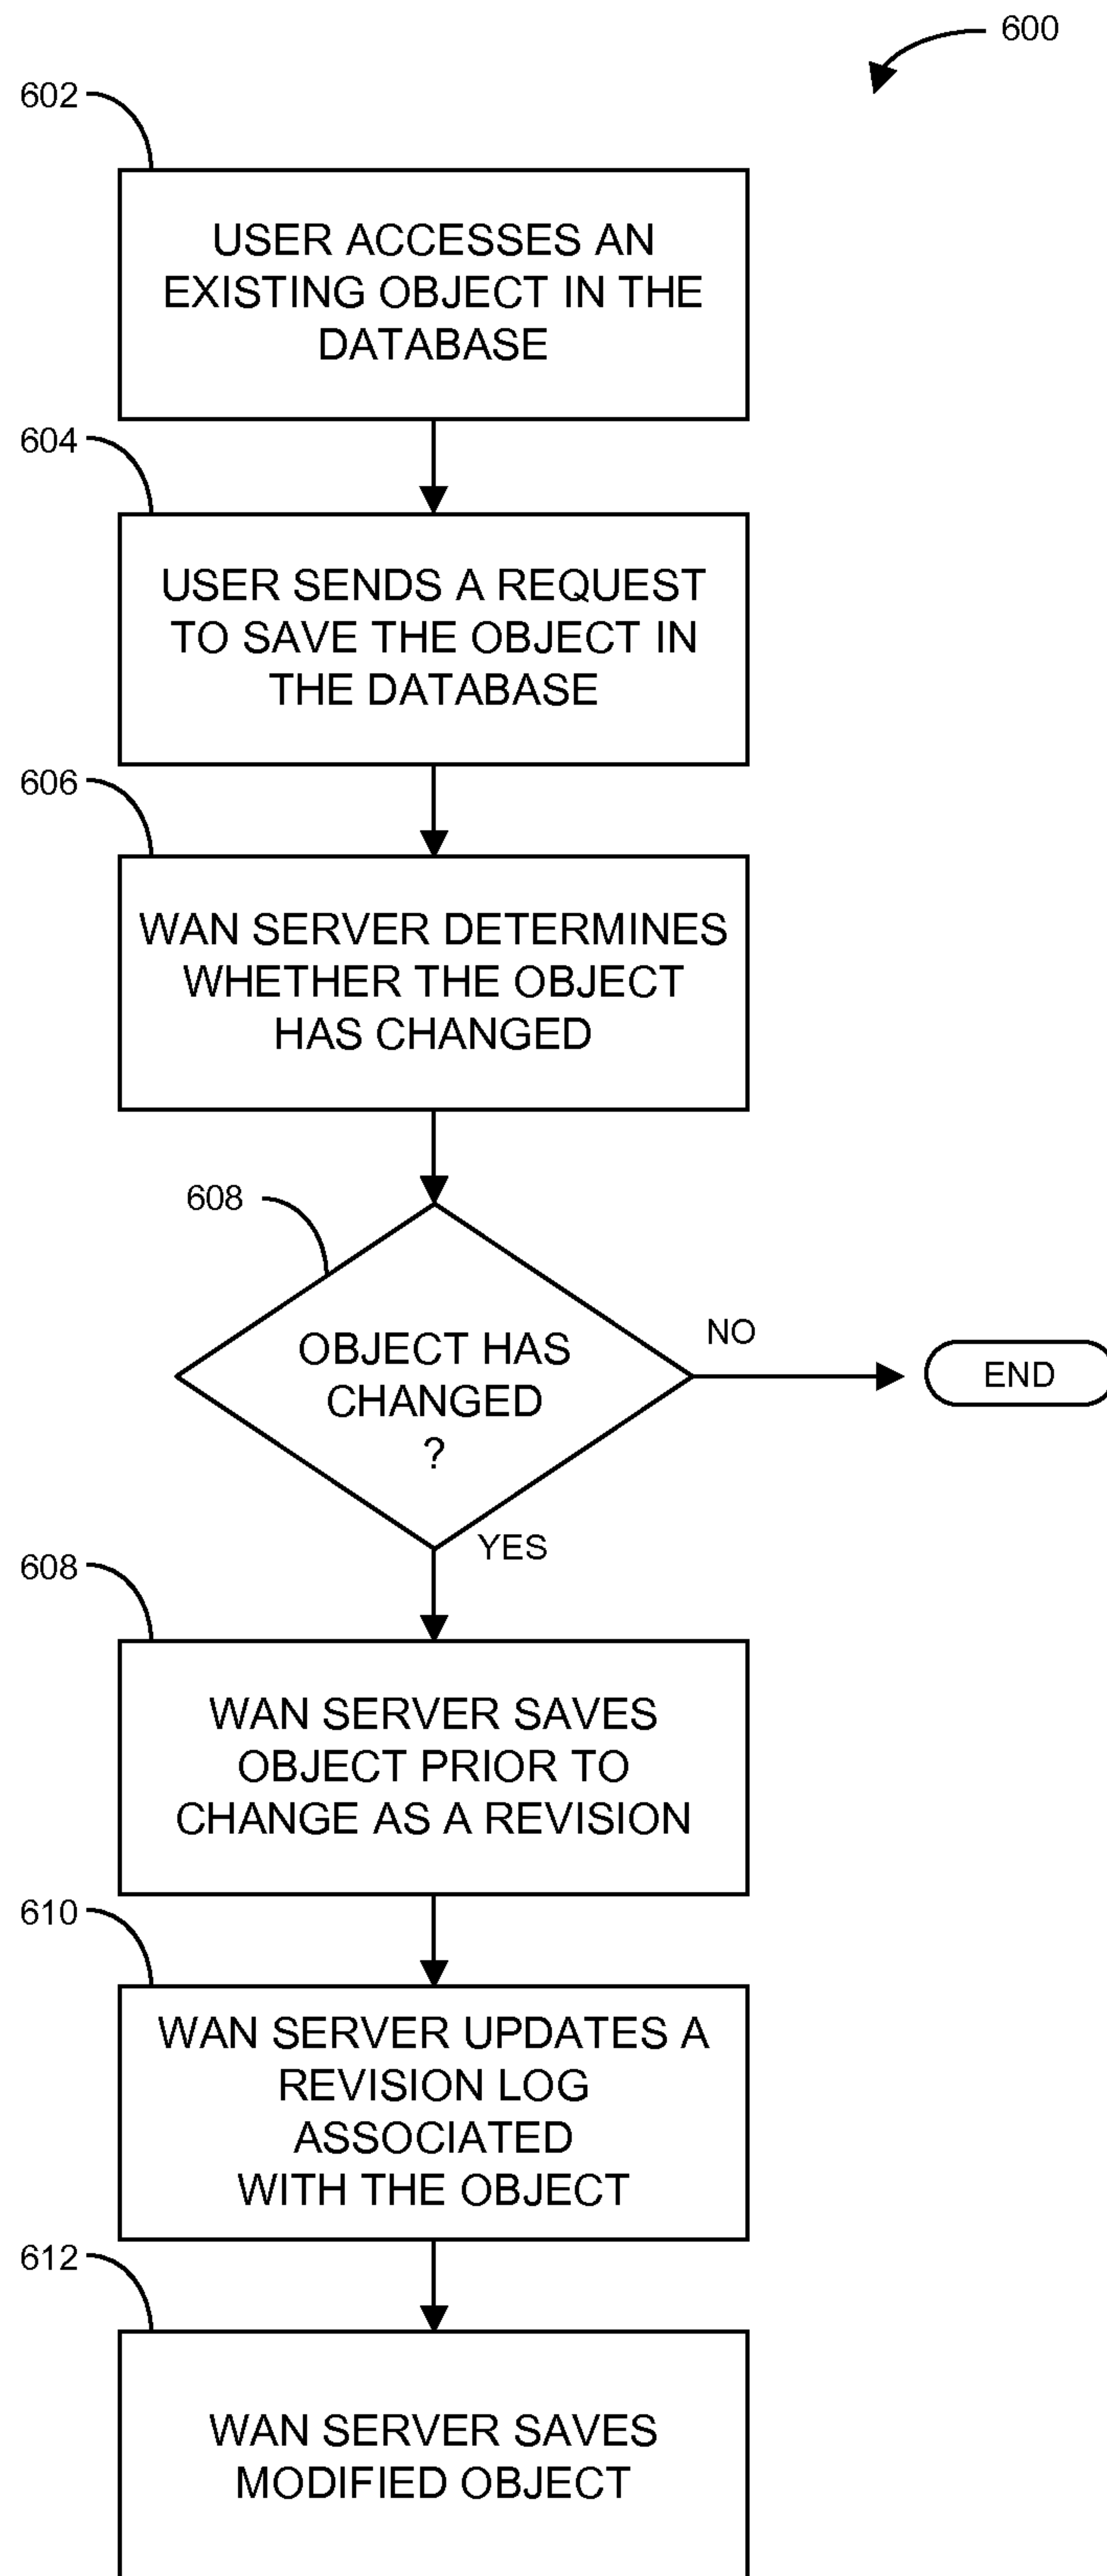 600
602
USER ACCESSES AN
EXISTING OBJECT IN THE
DATABASE
604
USER SENDS A REQUEST
TO SAVE THE OBJECT IN
THE DATABASE
606
WAN SERVER DETERMINES
WHETHER THE OBJECT
HAS CHANGED
608
OBJECT HAS
CHANGED
?
NO
END
YES
608
WAN SERVER SAVES
OBJECT PRIOR TO
CHANGE AS A REVISION
610
WAN SERVER UPDATES A
REVISION LOG
ASSOCIATED
WITH THE OBJECT
612
WAN SERVER SAVES
MODIFIED OBJECT